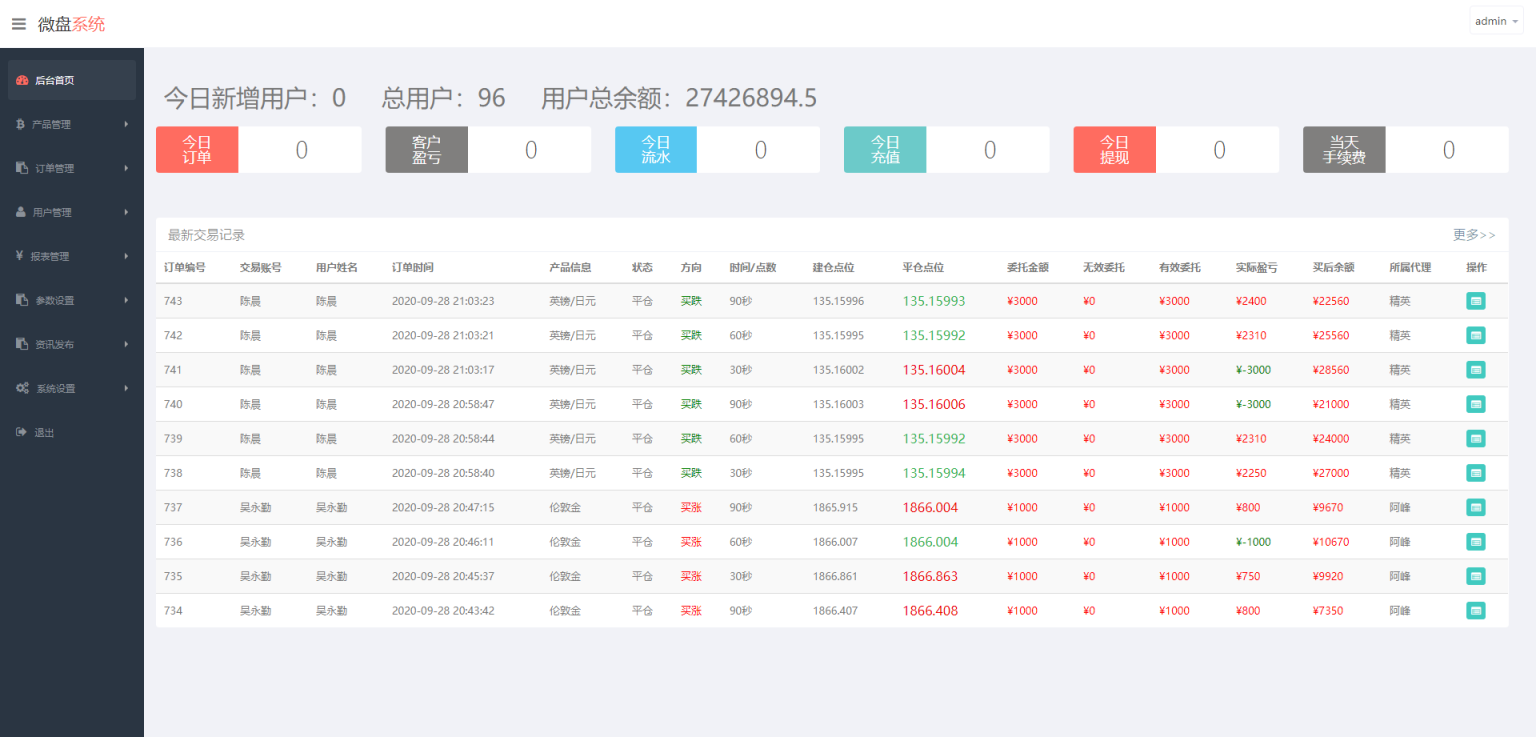 微盘系统
admin
后台首页
产品管理
订单管理
用户管理
报表管理
参数设置
资讯发布
系统设置
退出
今日新增用户：0 总用户：96 用户总余额：27426894.5
今日订单 0
客户盈亏 0
今日流水 0
今日充值 0
今日提现 0
当天手续费 0
最新交易记录 更多>>
订单编号 交易账号 用户姓名 订单时间 产品信息 状态 方向 时间/点数 建仓点位 平仓点位 委托金额 无效委托 有效委托 实际盈亏 买后余额 所属代理 操作
743 陈晨 陈晨 2020-09-28 21:03:23 英镑/日元 平仓 买跌 90秒 135.15996 135.15993 ¥3000 ¥0 ¥3000 ¥2400 ¥22560 精英
742 陈晨 陈晨 2020-09-28 21:03:21 英镑/日元 平仓 买跌 60秒 135.15995 135.15992 ¥3000 ¥0 ¥3000 ¥2310 ¥25560 精英
741 陈晨 陈晨 2020-09-28 21:03:17 英镑/日元 平仓 买跌 30秒 135.16002 135.16004 ¥3000 ¥0 ¥3000 ¥-3000 ¥28560 精英
740 陈晨 陈晨 2020-09-28 20:58:47 英镑/日元 平仓 买跌 90秒 135.16003 135.16006 ¥3000 ¥0 ¥3000 ¥-3000 ¥21000 精英
739 陈晨 陈晨 2020-09-28 20:58:44 英镑/日元 平仓 买跌 60秒 135.15995 135.15992 ¥3000 ¥0 ¥3000 ¥2310 ¥24000 精英
738 陈晨 陈晨 2020-09-28 20:58:40 英镑/日元 平仓 买跌 30秒 135.15995 135.15994 ¥3000 ¥0 ¥3000 ¥2250 ¥27000 精英
737 吴永勤 吴永勤 2020-09-28 20:47:15 伦敦金 平仓 买涨 90秒 1865.915 1866.004 ¥1000 ¥0 ¥1000 ¥800 ¥9670 阿峰
736 吴永勤 吴永勤 2020-09-28 20:46:11 伦敦金 平仓 买涨 60秒 1866.007 1866.004 ¥1000 ¥0 ¥1000 ¥-1000 ¥10670 阿峰
735 吴永勤 吴永勤 2020-09-28 20:45:37 伦敦金 平仓 买涨 30秒 1866.861 1866.863 ¥1000 ¥0 ¥1000 ¥750 ¥9920 阿峰
734 吴永勤 吴永勤 2020-09-28 20:43:42 伦敦金 平仓 买涨 90秒 1866.407 1866.408 ¥1000 ¥0 ¥1000 ¥800 ¥7350 阿峰